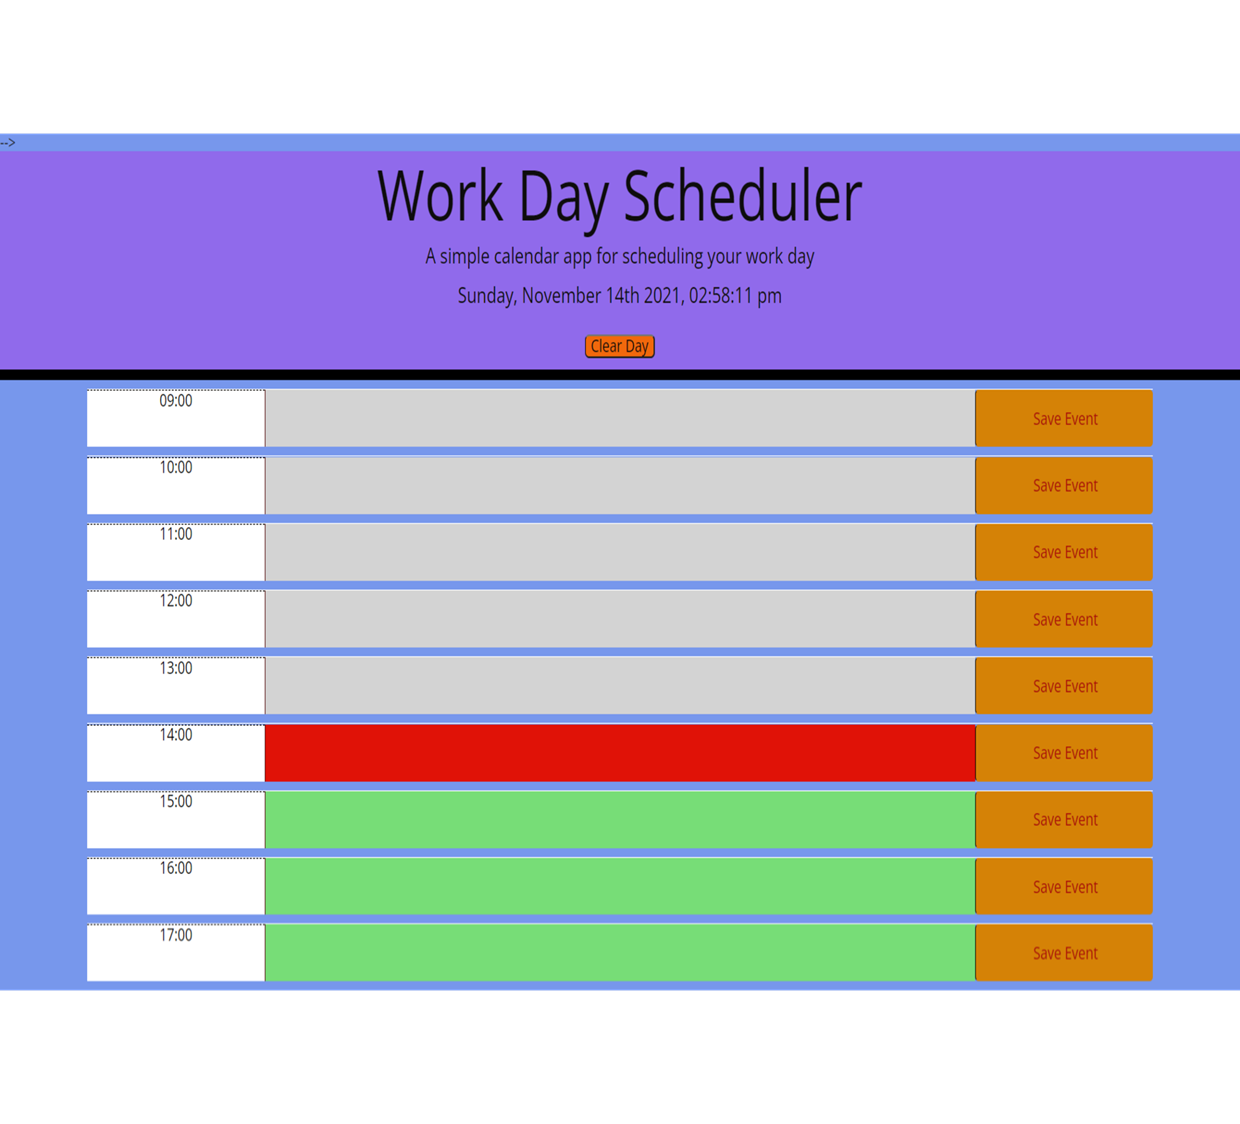 -->
Work Day Scheduler
A simple calendar app for scheduling your work day
Sunday, November 14th 2021, 02:58:11 pm
Clear Day
09:00 Save Event
10:00 Save Event
11:00 Save Event
12:00 Save Event
13:00 Save Event
14:00 Save Event
15:00 Save Event
16:00 Save Event
17:00 Save Event